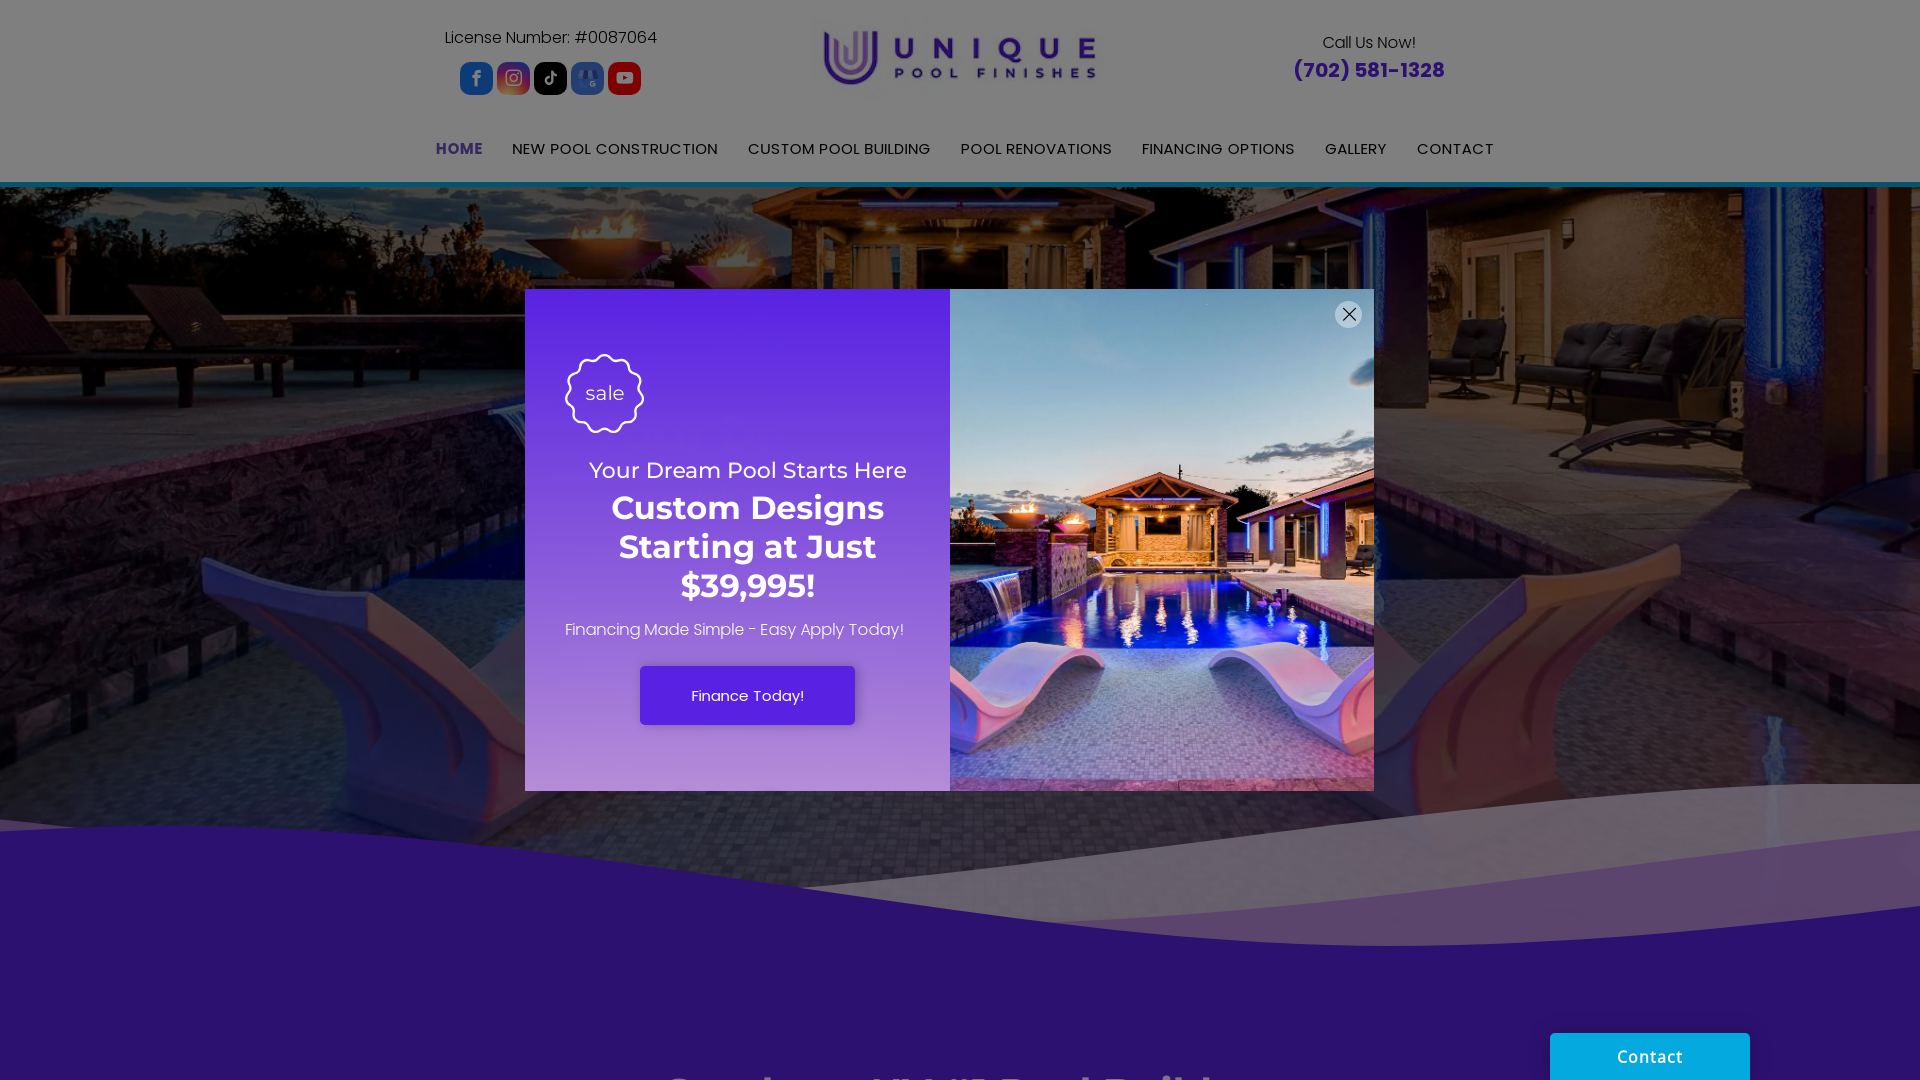 License Number: #0087064
UNIQUE
POOL FINISHES
Call Us Now!
(702) 581-1328
HOME
NEW POOL CONSTRUCTION
CUSTOM POOL BUILDING
POOL RENOVATIONS
FINANCING OPTIONS
GALLERY
CONTACT
sale
Your Dream Pool Starts Here
Custom Designs
Starting at Just
$39,995!
Financing Made Simple - Easy Apply Today!
Finance Today!
Contact